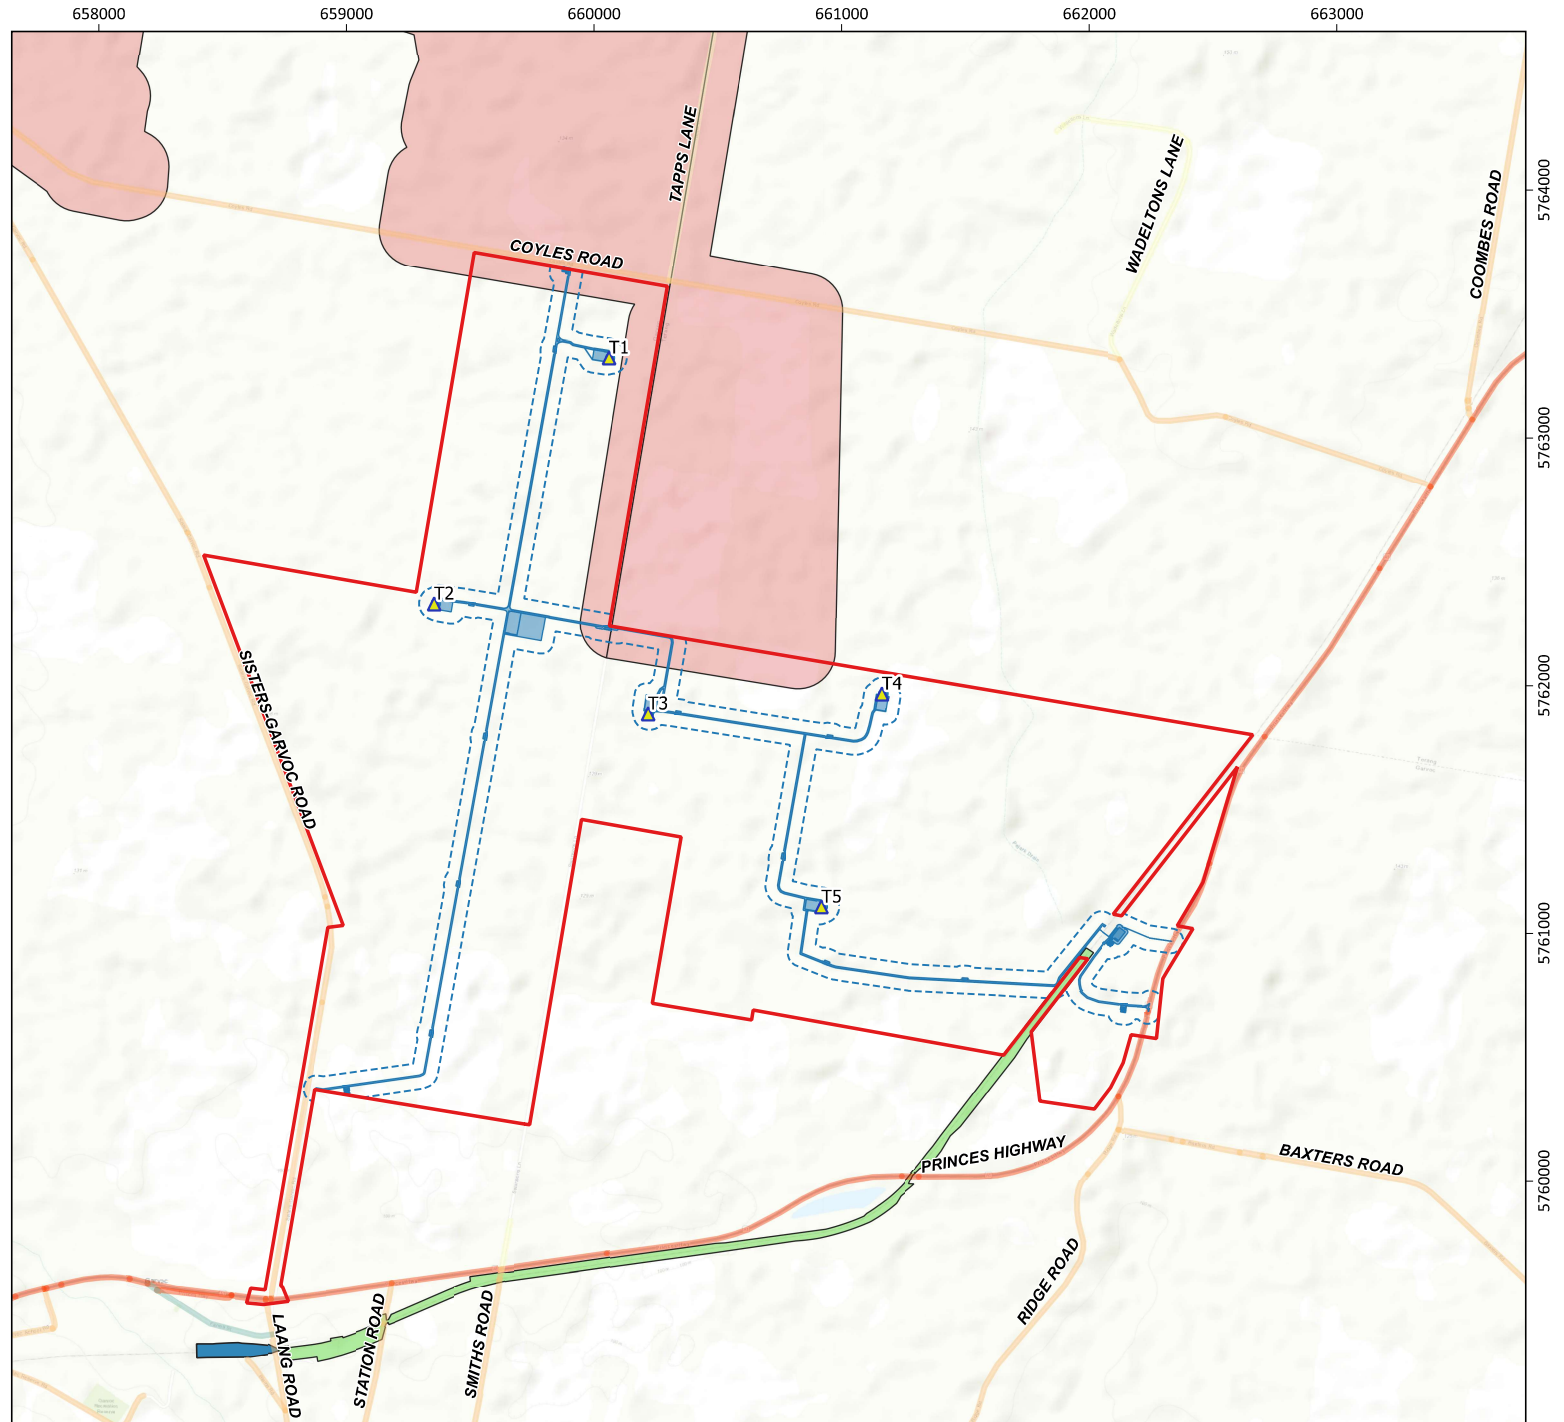 658000 659000 660000 661000 662000 663000
TAPPS LANE
WADELTONS LANE
COOMBES ROAD
5764000
COYLES ROAD
T1
5763000
T2
SISTERS-GARVOC ROAD
T3
T4
5762000
T5
5761000
PRINCES HIGHWAY
BAXTERS ROAD
5760000
RIDGE ROAD
LAANG ROAD
STATION ROAD
SMITHS ROAD